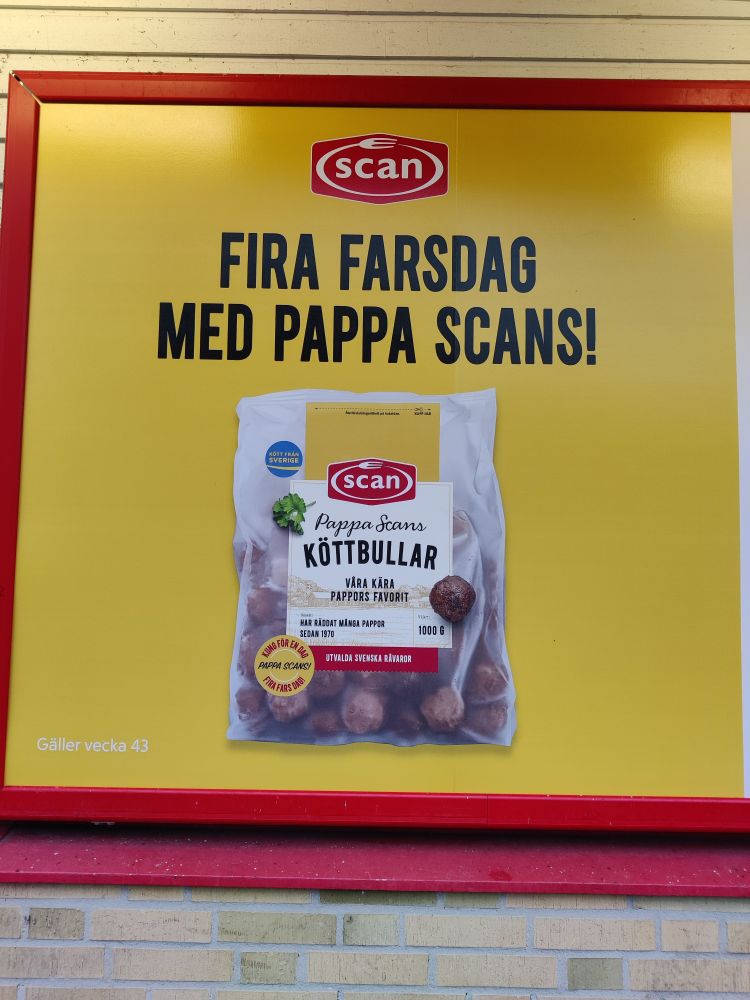 scan
FIRA FARSDAG
MED PAPPA SCANS!
KLIPP HÄR
KÖTT FRÅN
SVERIGE
scan
Pappa Scans
KÖTTBULLAR
VÅRA KÄRA
PAPPORS FAVORIT
HAR RÄDDAT MÅNGA PAPPOR
SEDAN 1970
1000 G
UTVALDA SVENSKA RÅVAROR
KUNG FÖR EN DAG
PAPPA SCANS!
FIRA FARS DAG!
Gäller vecka 43